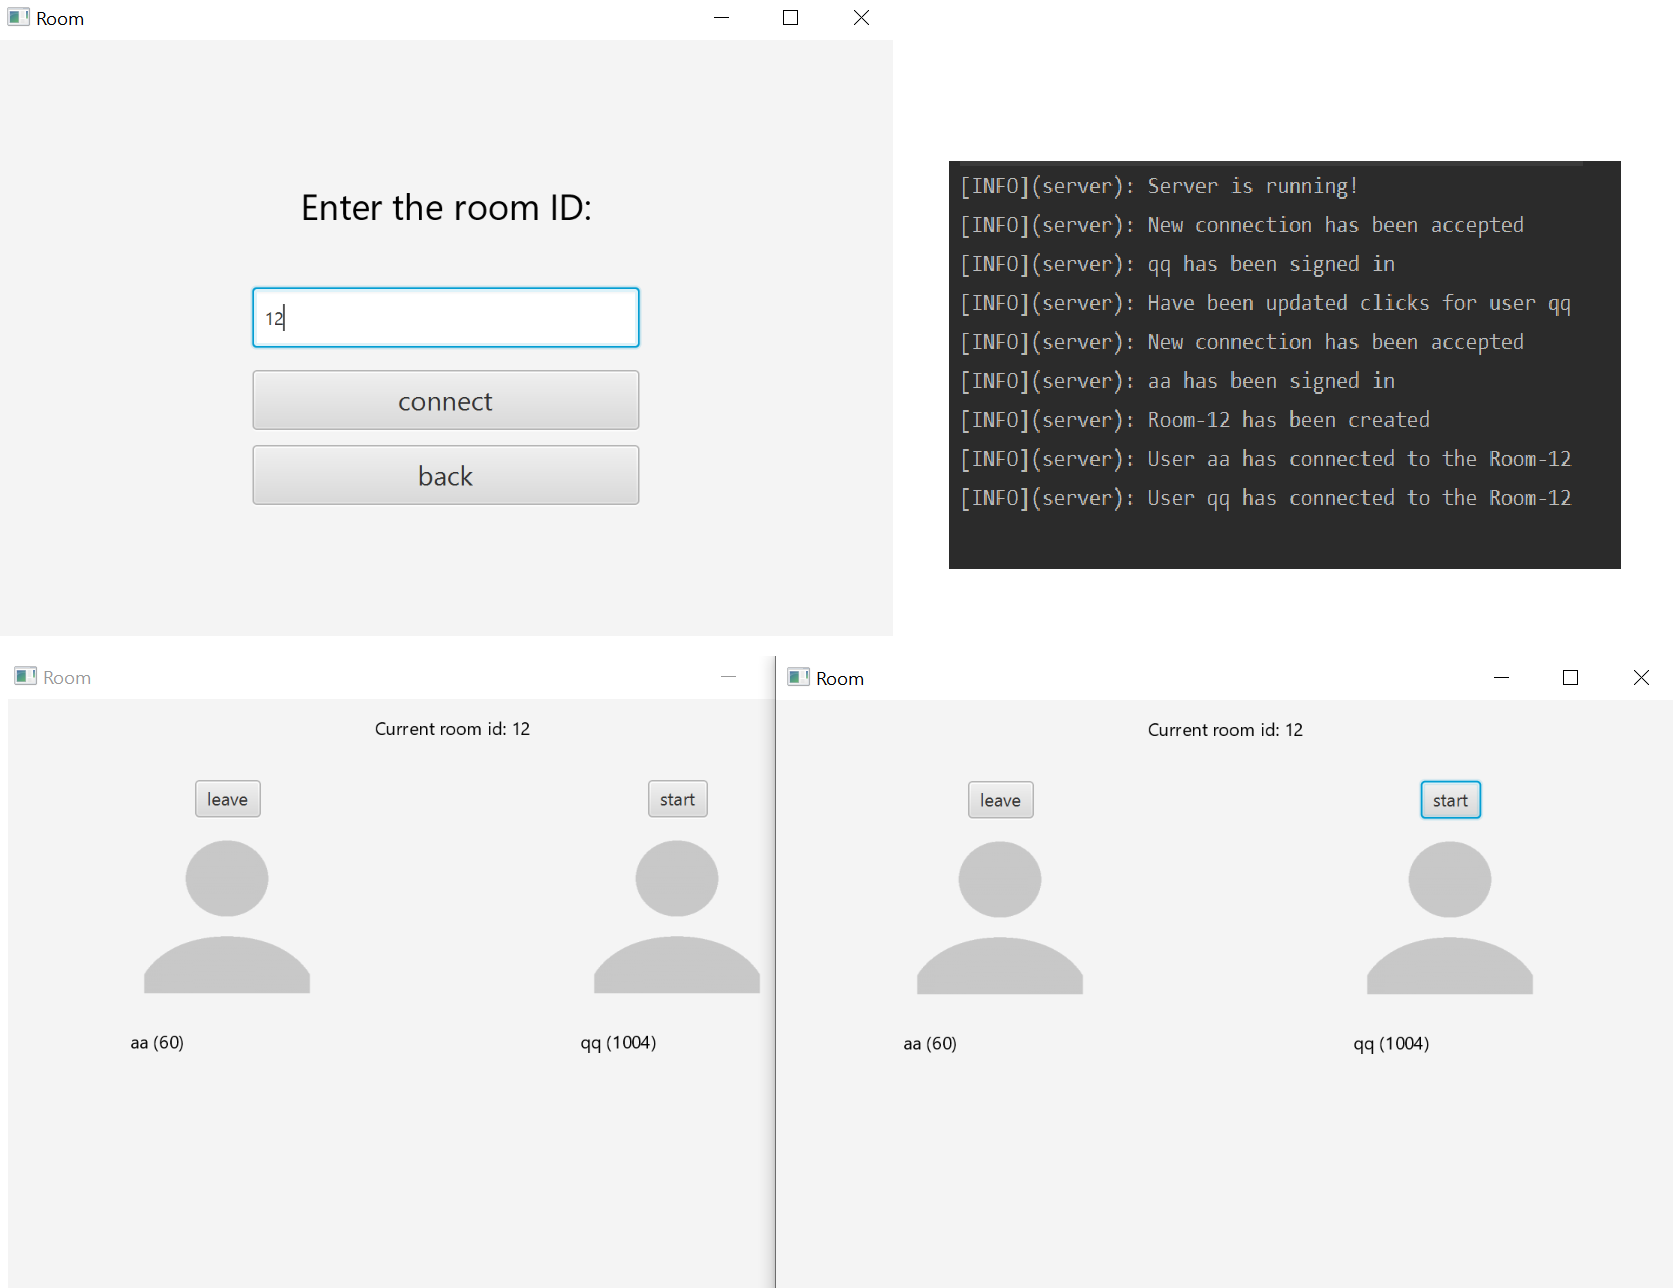 Room
Enter the room ID:
12
connect
back
[INFO](server): Server is running!
[INFO](server): New connection has been accepted
[INFO](server): qq has been signed in
[INFO](server): Have been updated clicks for user qq
[INFO](server): New connection has been accepted
[INFO](server): aa has been signed in
[INFO](server): Room-12 has been created
[INFO](server): User aa has connected to the Room-12
[INFO](server): User qq has connected to the Room-12
Room
Current room id: 12
leave start
aa (60) qq (1004)
Room
Current room id: 12
leave start
aa (60) qq (1004)